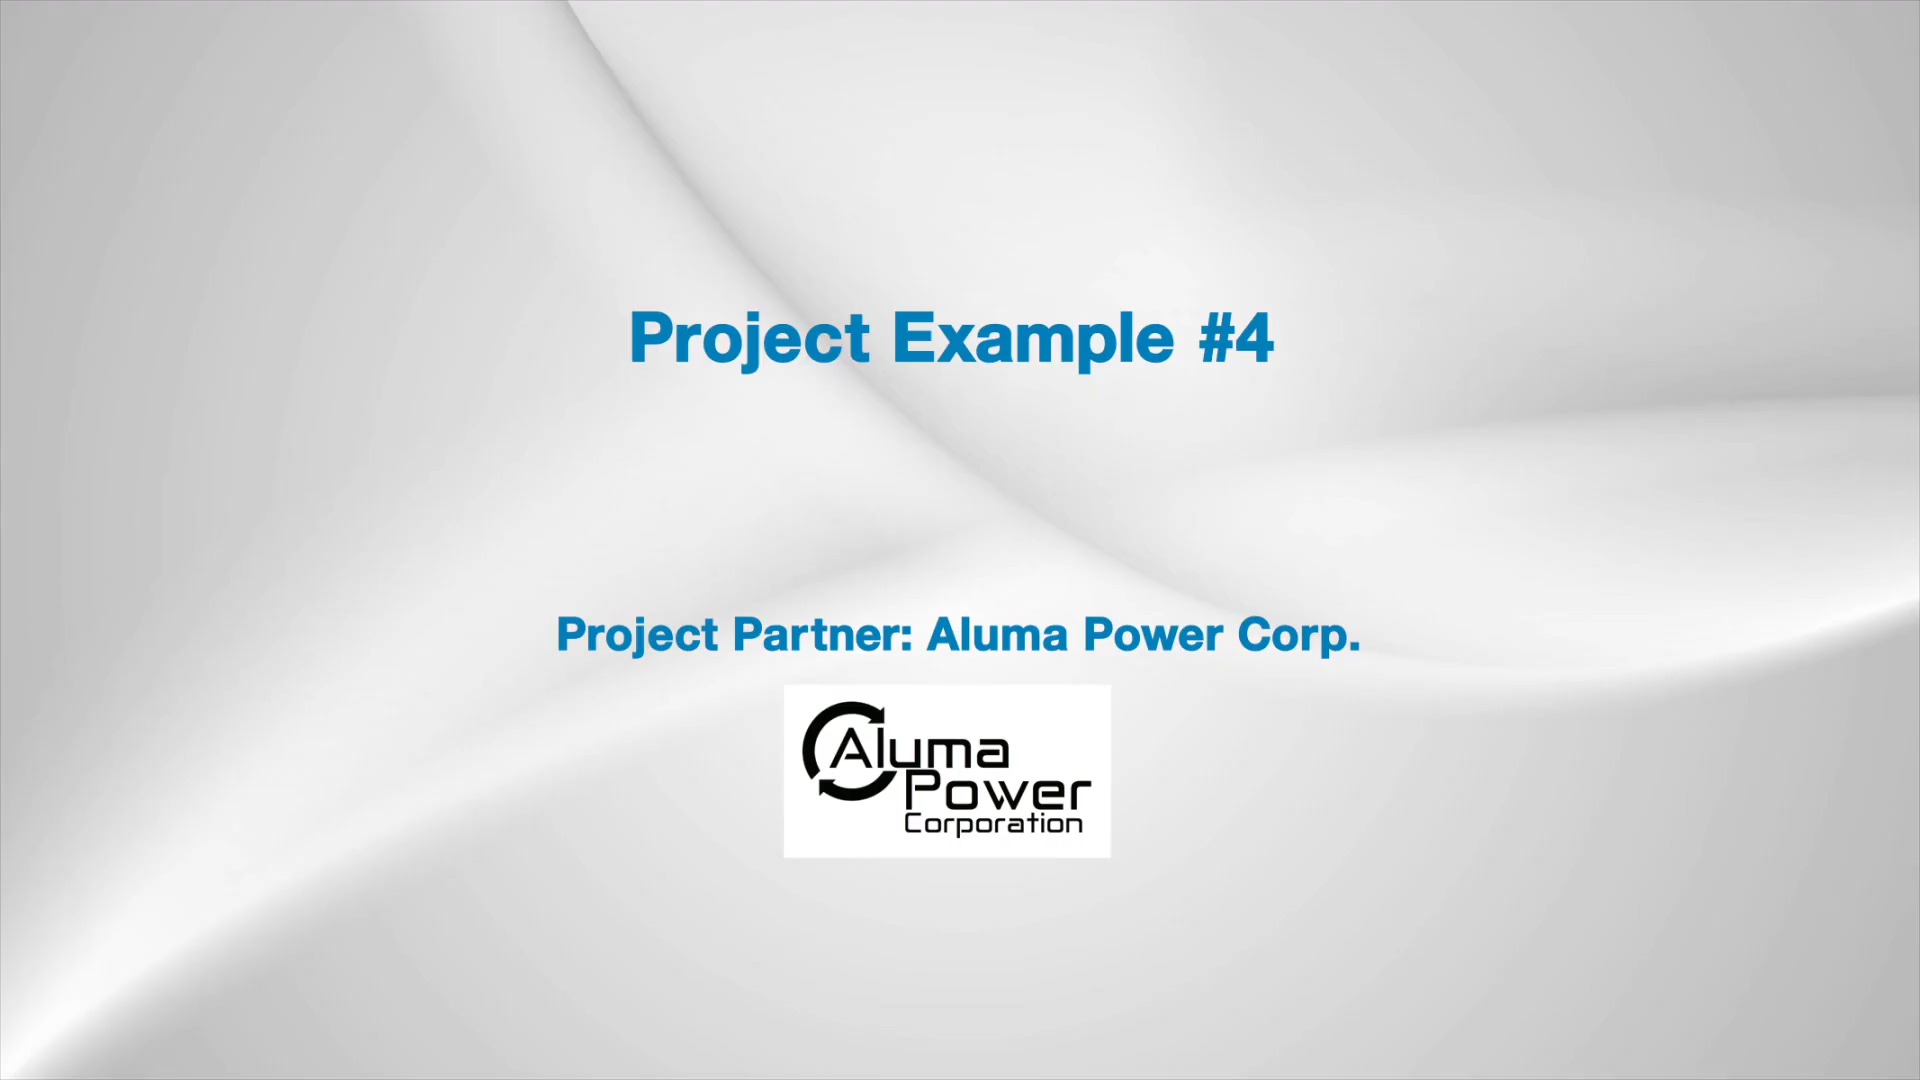 Project Example #4
Project Partner: Aluma Power Corp.
Aluma
Power
Corporation